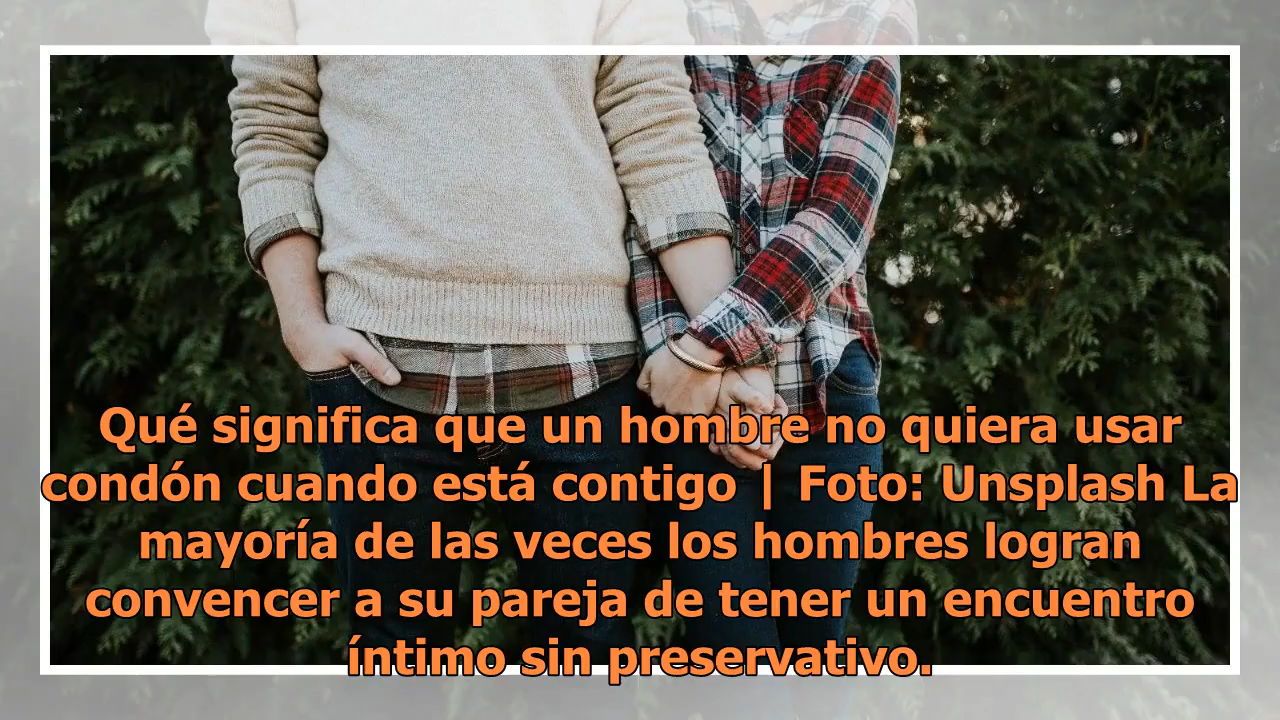 Qué significa que un hombre no quiera usar
condón cuando está contigo | Foto: Unsplash La
mayoría de las veces los hombres logran
convencer a su pareja de tener un encuentro
íntimo sin preservativo.